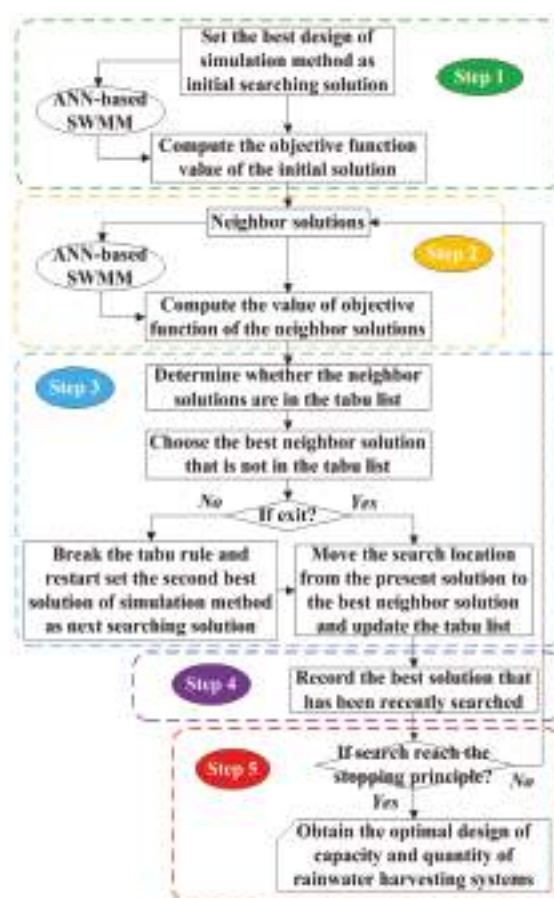 Set the best design of
simulation method as
initial searching solution
Step 1
ANN-based
SWMM
Compute the objective function
value of the initial solution
Neighbor solutions
Step 2
ANN-based
SWMM
Compute the value of objective
function of the neighbor solutions
Step 3
Determine whether the neighbor
solutions are in the tabu list
Choose the best neighbor solution
that is not in the tabu list
No
If exit?
Yes
Break the tabu rule and
restart set the second best
solution of simulation method
as next searching solution
Move the search location
from the present solution to
the best neighbor solution
and update the tabu list
Step 4
Record the best solution that
has been recently searched
Step 5
If search reach the
stopping principle?
No
Yes
Obtain the optimal design of
capacity and quantity of
rainwater harvesting systems